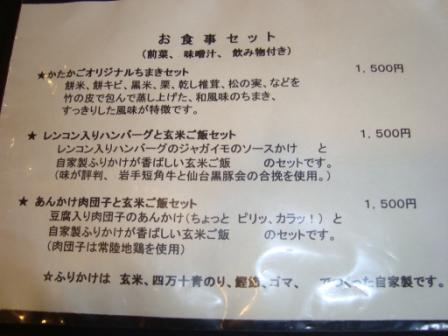 お食事セット
（前菜、味噌汁、飲み物付き）
★かたかごオリジナルちまきセット 1,500円
餅米、餅キビ、黒米、栗、乾し椎茸、松の実、などを
竹の皮で包んで蒸し上げた、和風味のちまき、
すっきりした風味が特徴です。
★レンコン入りハンバーグと玄米ご飯セット 1,500円
レンコン入りハンバーグのジャガイモのソースかけ と
自家製ふりかけが香ばしい玄米ご飯 のセットです。
（味が評判、岩手短角牛と仙台黒豚会の合挽を使用。）
★あんかけ肉団子と玄米ご飯セット 1,500円
豆腐入り肉団子のあんかけ（ちょっと ピリッ、カラッ！）と
自家製ふりかけが香ばしい玄米ご飯 のセットです。
（肉団子は常陸地鶏を使用）
☆ふりかけは 玄米、四万十青のり、鰹節、ゴマ、 でつくった自家製です。